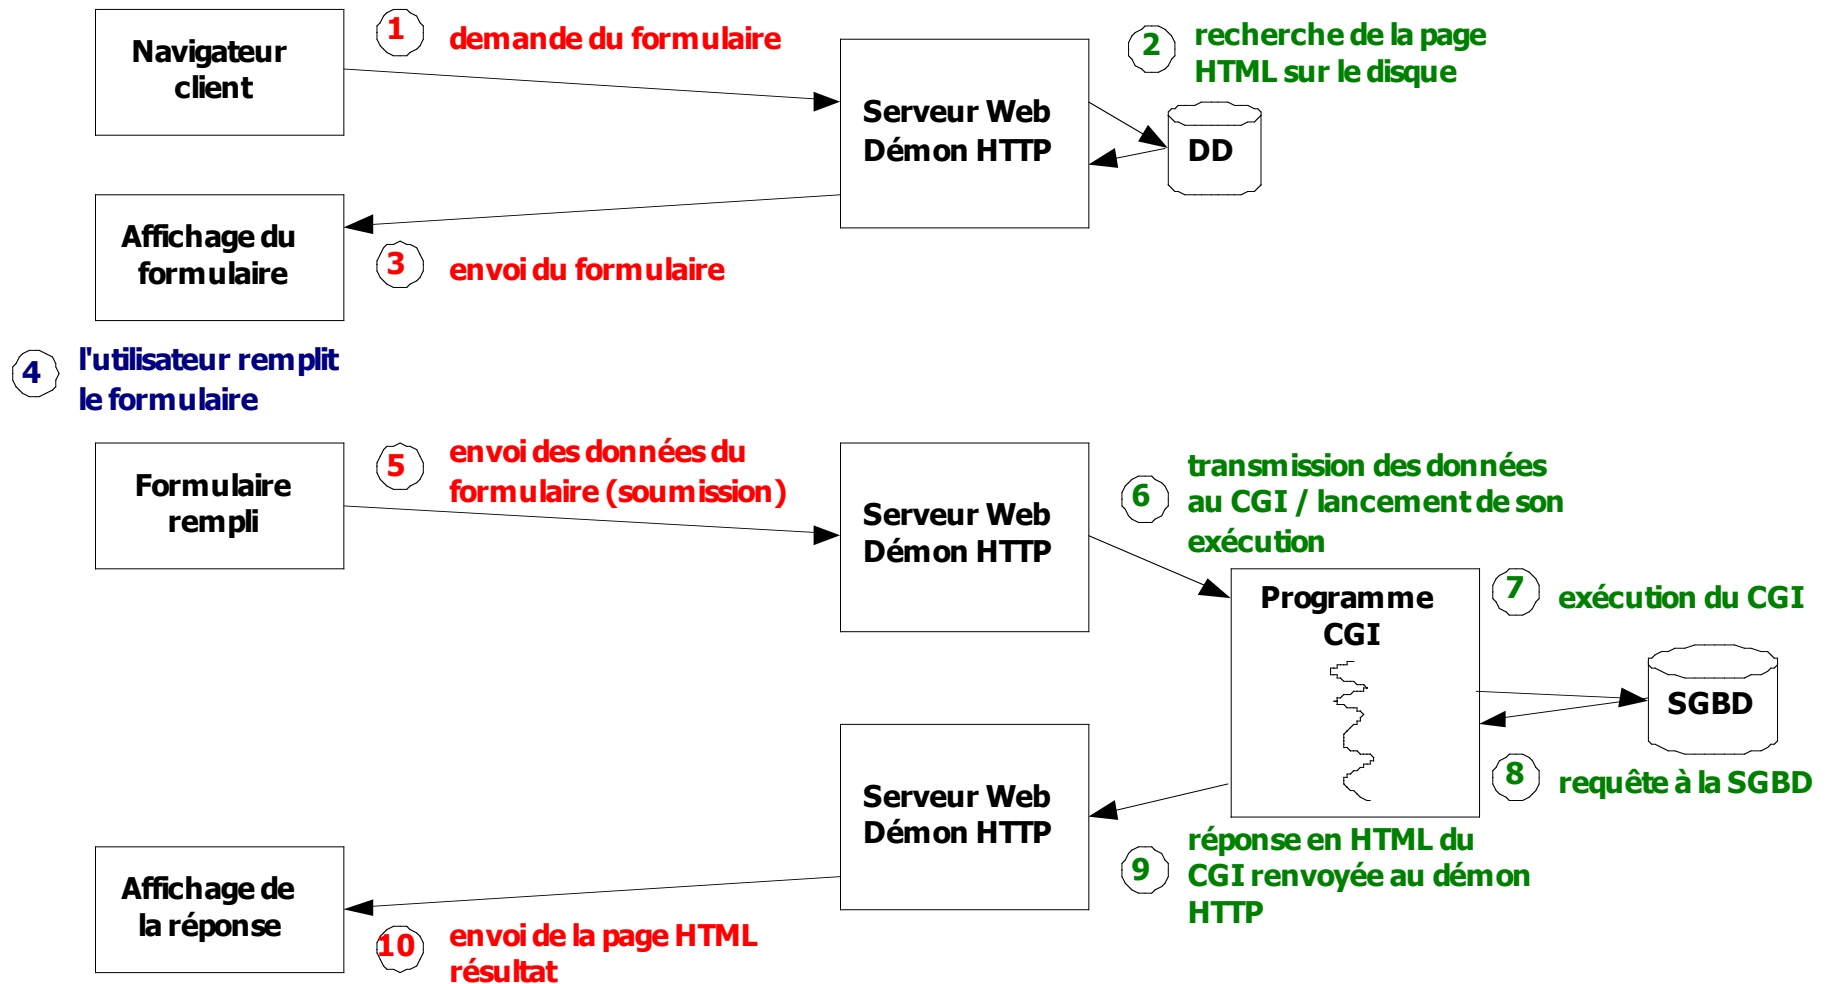 Navigateur
client
1
demande du formulaire
Serveur Web
Démon HTTP
2
recherche de la page
HTML sur le disque
DD
Affichage du
formulaire
3
envoi du formulaire
4
l'utilisateur remplit
le formulaire
Formulaire
rempli
5
envoi des données du
formulaire (soumission)
Serveur Web
Démon HTTP
6
transmission des données
au CGI / lancement de son
exécution
Programme
CGI
7
exécution du CGI
SGBD
8
requête à la SGBD
Serveur Web
Démon HTTP
9
réponse en HTML du
CGI renvoyée au démon
HTTP
Affichage de
la réponse
10
envoi de la page HTML
résultat